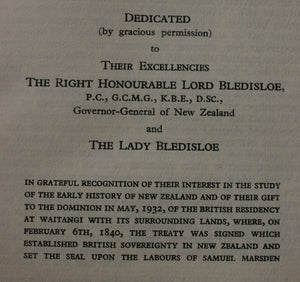 DEDICATED
(by gracious permission)
to
THEIR EXCELLENCIES
THE RIGHT HONOURABLE LORD BLEDISLOE,
P.C., G.C.M.G., K.B.E., D.SC.,
Governor-General of New Zealand
and
THE LADY BLEDISLOE
IN GRATEFUL RECOGNITION OF THEIR INTEREST IN THE STUDY
OF THE EARLY HISTORY OF NEW ZEALAND AND OF THEIR GIFT
TO THE DOMINION IN MAY, 1932, OF THE BRITISH RESIDENCY
AT WAITANGI WITH ITS SURROUNDING LANDS, WHERE, ON
FEBRUARY 6TH, 1840, THE TREATY WAS SIGNED WHICH
ESTABLISHED BRITISH SOVEREIGNTY IN NEW ZEALAND AND
SET THE SEAL UPON THE LABOURS OF SAMUEL MARSDEN